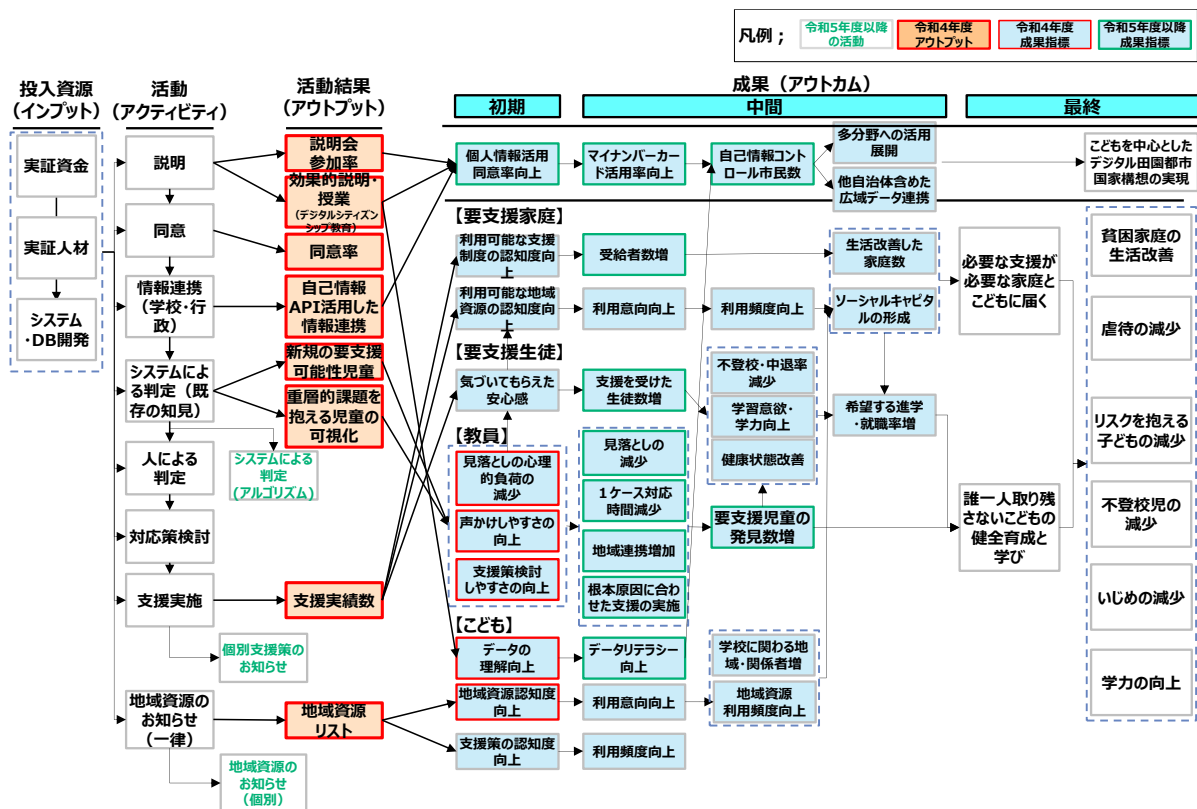 凡例；
令和5年度以降
の活動
令和4年度
アウトプット
令和4年度
成果指標
令和5年度以降
成果指標
投入資源
（インプット）
活動
（アクティビティ）
活動結果
（アウトプット）
成果（アウトカム）
初期
中間
最終
実証資金
実証人材
システム
・DB開発
説明
同意
情報連携
（学校・行
政）
システムによ
る判定（既
存の知見）
システムによる
判定
（アルゴリズム）
人による
判定
対応策検討
支援実施
個別支援策の
お知らせ
地域資源の
お知らせ
（一律）
地域資源の
お知らせ
（個別）
説明会
参加率
効果的説明・
授業
（デジタルシティズン
シップ教育）
同意率
自己情報
API活用した
情報連携
新規の要支援
可能性児童
重層的課題を
抱える児童の
可視化
支援実績数
地域資源
リスト
個人情報活用
同意率向上
マイナンバーカー
ド活用率向上
自己情報コント
ロール市民数
多分野への活用
展開
他自治体含めた
広域データ連携
こどもを中心とした
デジタル田園都市
国家構想の実現
【要支援家庭】
利用可能な支援
制度の認知度向
上
受給者数増
生活改善した
家庭数
利用可能な地域
資源の認知度向
上
利用意向向上
利用頻度向上
ソーシャルキャピタ
ルの形成
必要な支援が
必要な家庭と
こどもに届く
【要支援生徒】
気づいてもらえた
安心感
支援を受けた
生徒数増
不登校・中退率
減少
学習意欲・
学力向上
健康状態改善
希望する進学
・就職率増
【教員】
見落としの心理
的負荷の
減少
声かけしやすさの
向上
支援策検討
しやすさの向上
見落としの
減少
１ケース対応
時間減少
地域連携増加
根本原因に合わ
せた支援の実施
要支援児童の
発見数増
誰一人取り残
さないこどもの
健全育成と
学び
【こども】
データの
理解向上
データリテラシー
向上
学校に関わる地
域・関係者増
地域資源認知度
向上
利用意向向上
地域資源
利用頻度向上
支援策の認知度
向上
利用頻度向上
貧困家庭の
生活改善
虐待の減少
リスクを抱える
子どもの減少
不登校児の
減少
いじめの減少
学力の向上